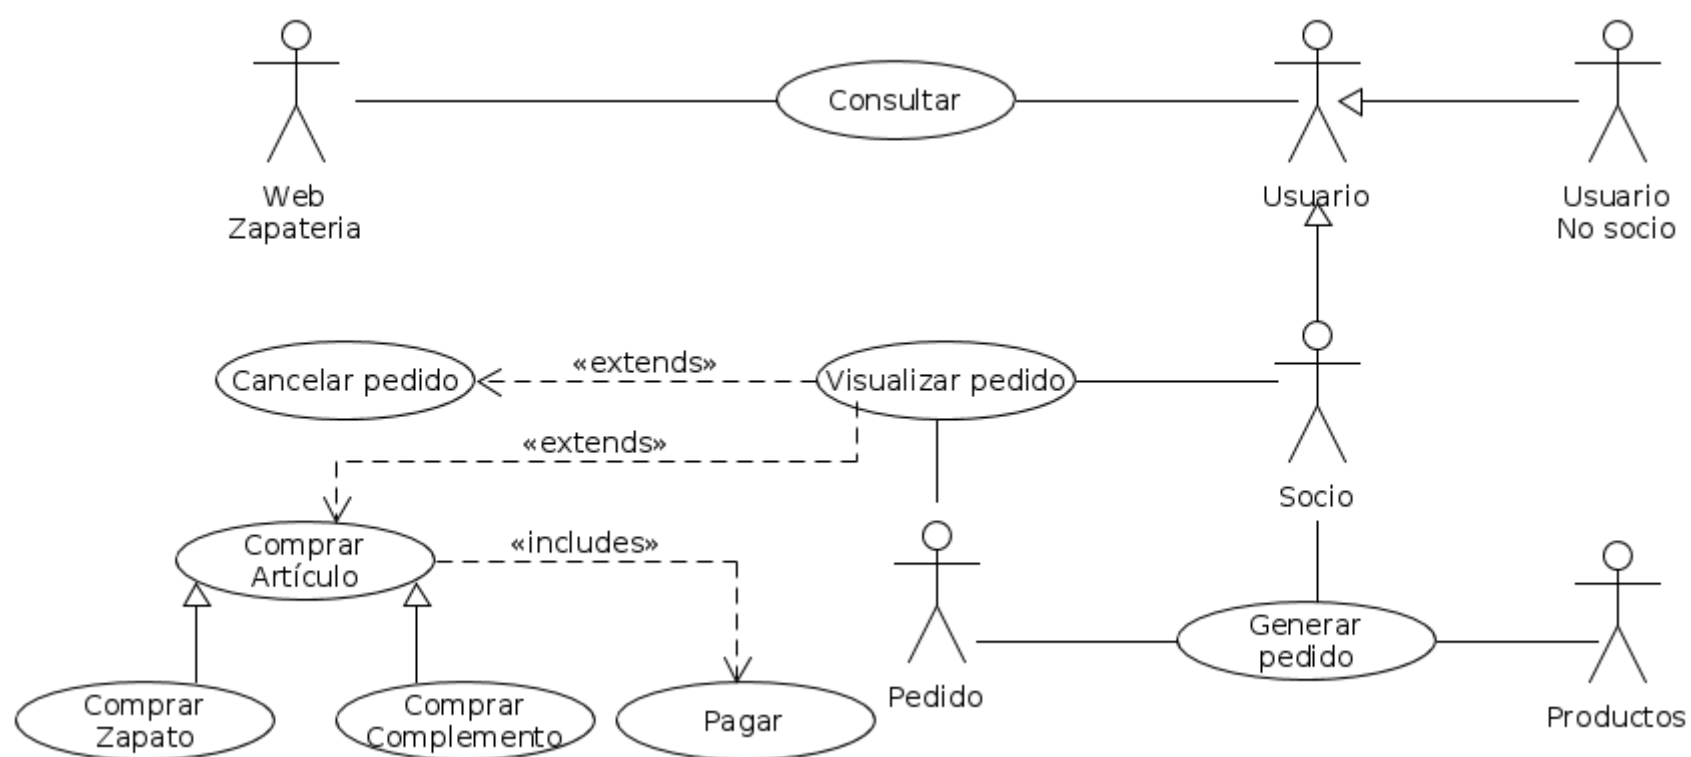 Consultar
Web
Zapateria
Usuario
Usuario
No socio
Cancelar pedido
«extends»
Visualizar pedido
«extends»
Socio
Comprar
Artículo
«includes»
Generar
pedido
Pedido
Productos
Comprar
Zapato
Comprar
Complemento
Pagar